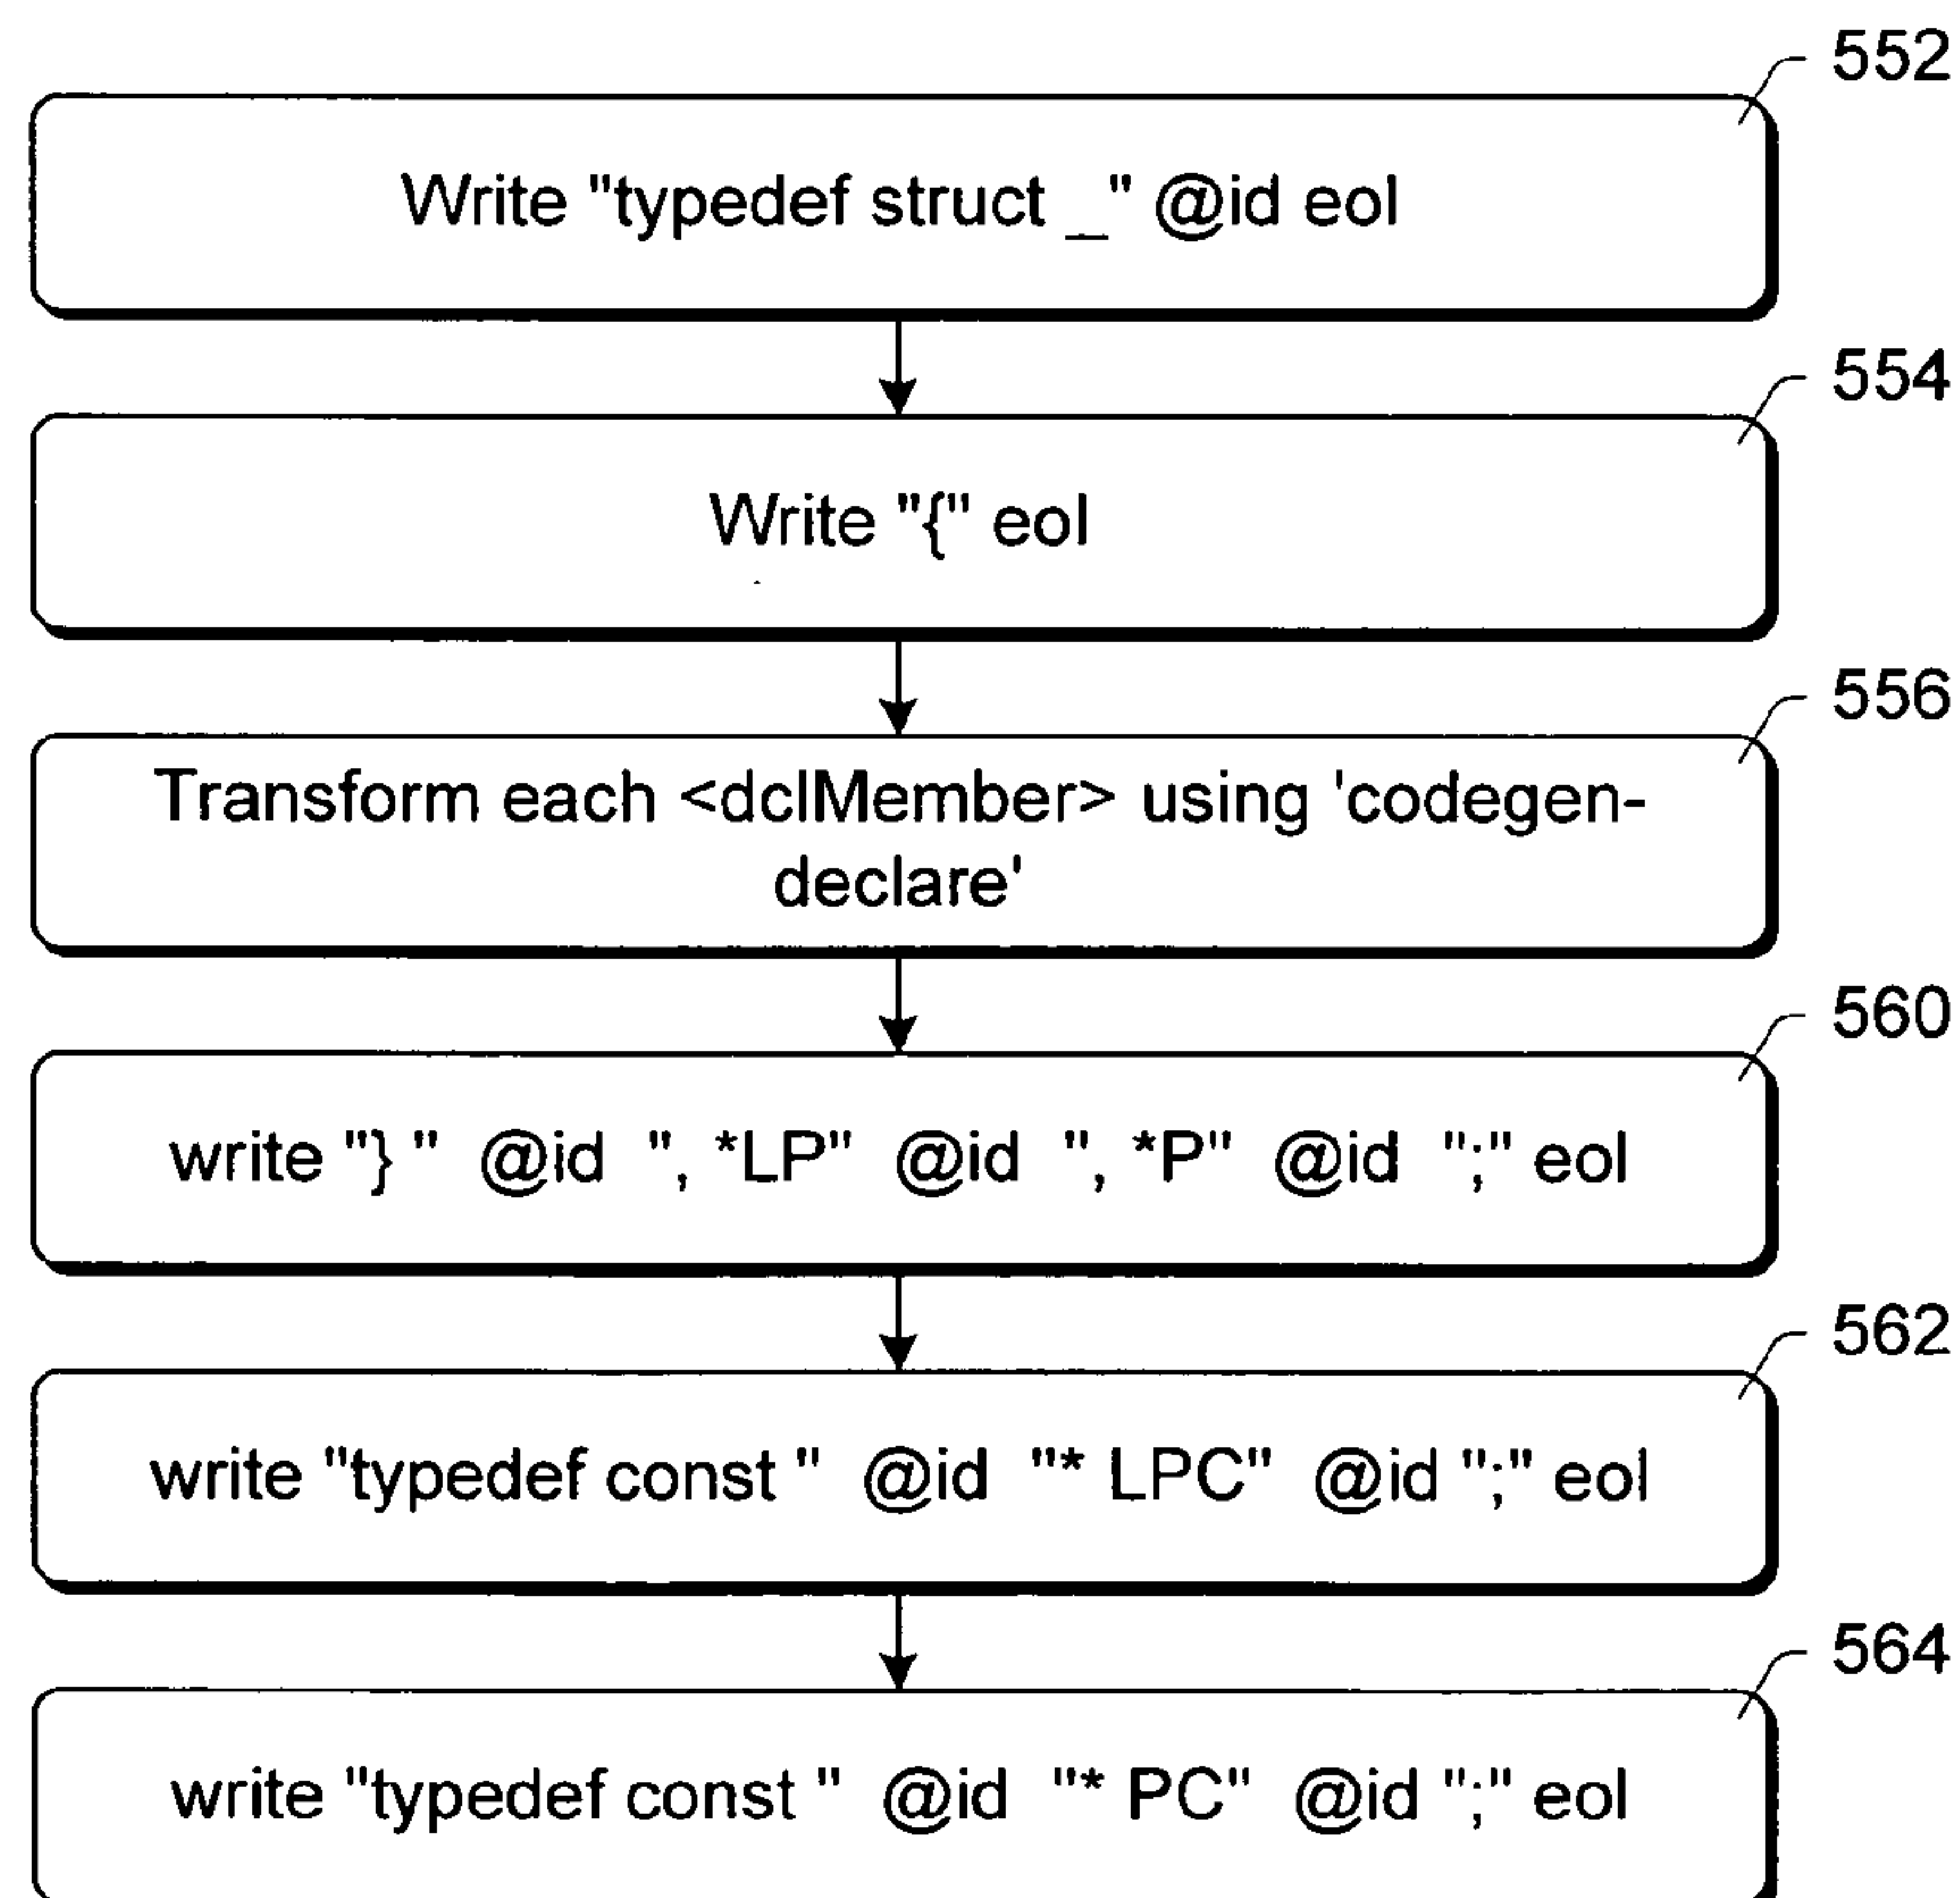 552
Write "typedef struct _" @id eol
554
Write "{" eol
556
Transform each <dclMember> using 'codegen-
declare'
560
write "} " @id ", *LP" @id ", *P" @id ";" eol
562
write "typedef const " @id "* LPC" @id ";" eol
564
write "typedef const " @id "* PC" @id ";" eol